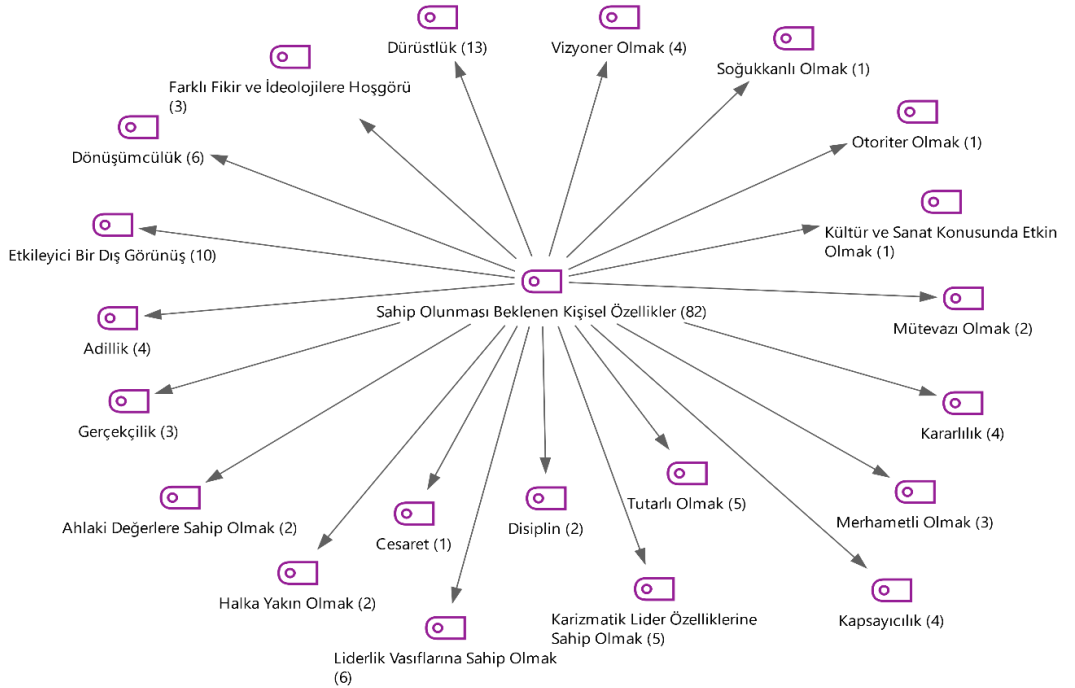 Dürüstlük (13)
Vizyoner Olmak (4)
Soğukkanlı Olmak (1)
Farklı Fikir ve İdeolojilere Hoşgörü
(3)
Otoriter Olmak (1)
Dönüşümcülük (6)
Kültür ve Sanat Konusunda Etkin
Olmak (1)
Etkileyici Bir Dış Görünüş (10)
Sahip Olunması Beklenen Kişisel Özellikler (82)
Mütevazı Olmak (2)
Adillik (4)
Gerçekçilik (3)
Kararlılık (4)
Tutarlı Olmak (5)
Merhametli Olmak (3)
Ahlaki Değerlere Sahip Olmak (2)
Disiplin (2)
Cesaret (1)
Halka Yakın Olmak (2)
Karizmatik Lider Özelliklerine
Sahip Olmak (5)
Kapsayıcılık (4)
Liderlik Vasıflarına Sahip Olmak
(6)